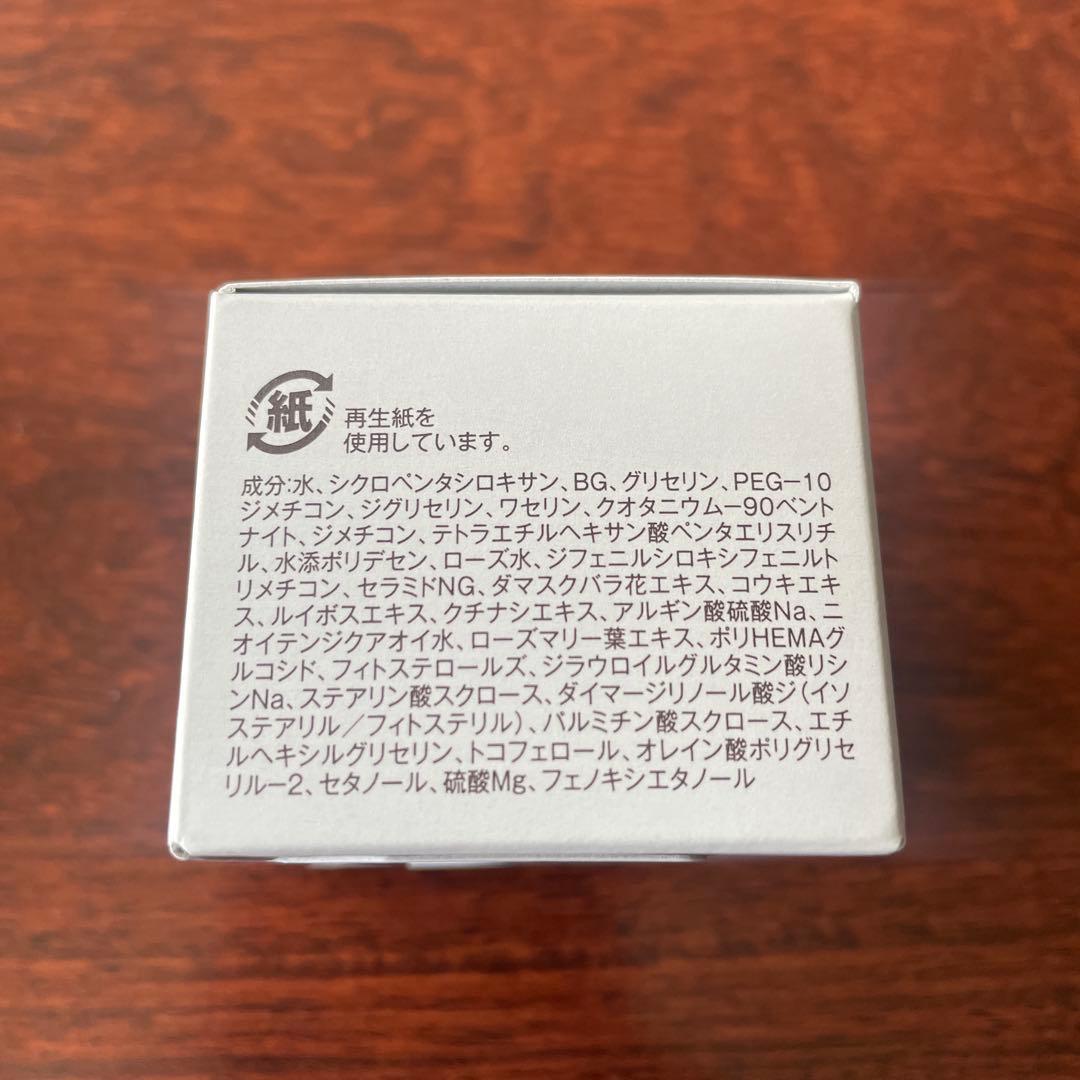 紙
再生紙を
使用しています。
成分:水、シクロペンタシロキサン、BG、グリセリン、PEG−10
ジメチコン、ジグリセリン、ワセリン、クオタニウム−90ベント
ナイト、ジメチコン、テトラエチルヘキサン酸ペンタエリスリチ
ル、水添ポリデセン、ローズ水、ジフェニルシロキシフェニルト
リメチコン、セラミドNG、ダマスクバラ花エキス、コウキエキ
ス、ルイボスエキス、クチナシエキス、アルギン酸硫酸Na、ニ
オイテンジクアオイ水、ローズマリー葉エキス、ポリHEMAグ
ルコシド、フィトステロールズ、ジラウロイルグルタミン酸リシ
ンNa、ステアリン酸スクロース、ダイマージリノール酸ジ(イソ
ステアリル/フィトステリル)、パルミチン酸スクロース、エチ
ルヘキシルグリセリン、トコフェロール、オレイン酸ポリグリセ
リル−2、セタノール、硫酸Mg、フェノキシエタノール